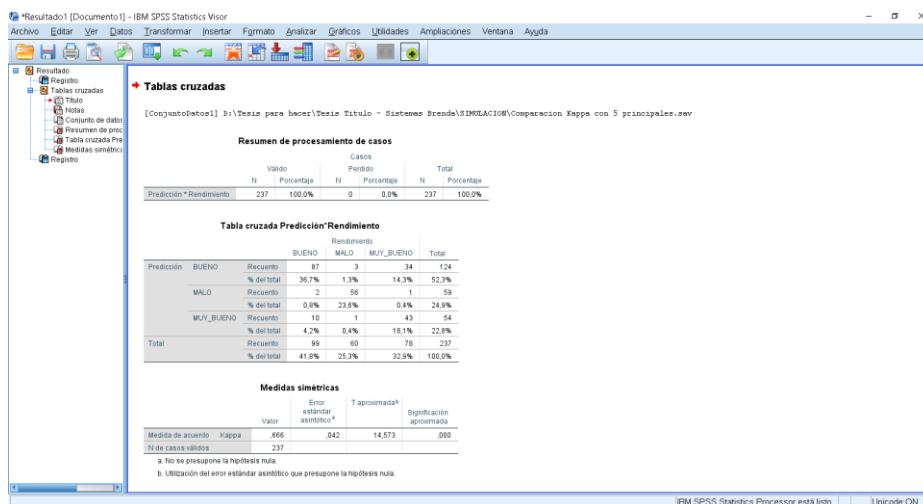 *Resultado1 [Documento1] - IBM SPSS Statistics Visor
Archivo Editar Ver Datos Transformar Insertar Formato Analizar Gráficos Utilidades Ampliaciones Ventana Ayuda
Resultado
Registro
Tablas cruzadas
Título
Notas
Conjunto de datos
Resumen de proc
Tabla cruzada Pre
Medidas simétrica
Registro
Tablas cruzadas
[ConjuntoDatos1] D:\Tesis para hacer\Tesis Titulo - Sistemas Brenda\SIMULACION\Comparacion Kappa con 5 principales.sav
Resumen de procesamiento de casos
Casos
Válido Perdido Total
N Porcentaje N Porcentaje N Porcentaje
Predicción * Rendimiento 237 100,0% 0 0,0% 237 100,0%
Tabla cruzada Predicción*Rendimiento
Rendimiento
BUENO MALO MUY_BUENO Total
Predicción BUENO Recuento 87 3 34 124
% del total 36,7% 1,3% 14,3% 52,3%
MALO Recuento 2 56 1 59
% del total 0,8% 23,6% 0,4% 24,9%
MUY_BUENO Recuento 10 1 43 54
% del total 4,2% 0,4% 18,1% 22,8%
Total Recuento 99 60 78 237
% del total 41,8% 25,3% 32,9% 100,0%
Medidas simétricas
Valor Error estándar asintótico a T aproximada b Significación aproximada
Medida de acuerdo Kappa ,666 ,042 14,573 ,000
N de casos válidos 237
a. No se presupone la hipótesis nula.
b. Utilización del error estándar asintótico que presupone la hipótesis nula.
IBM SPSS Statistics Processor está listo Unicode:ON